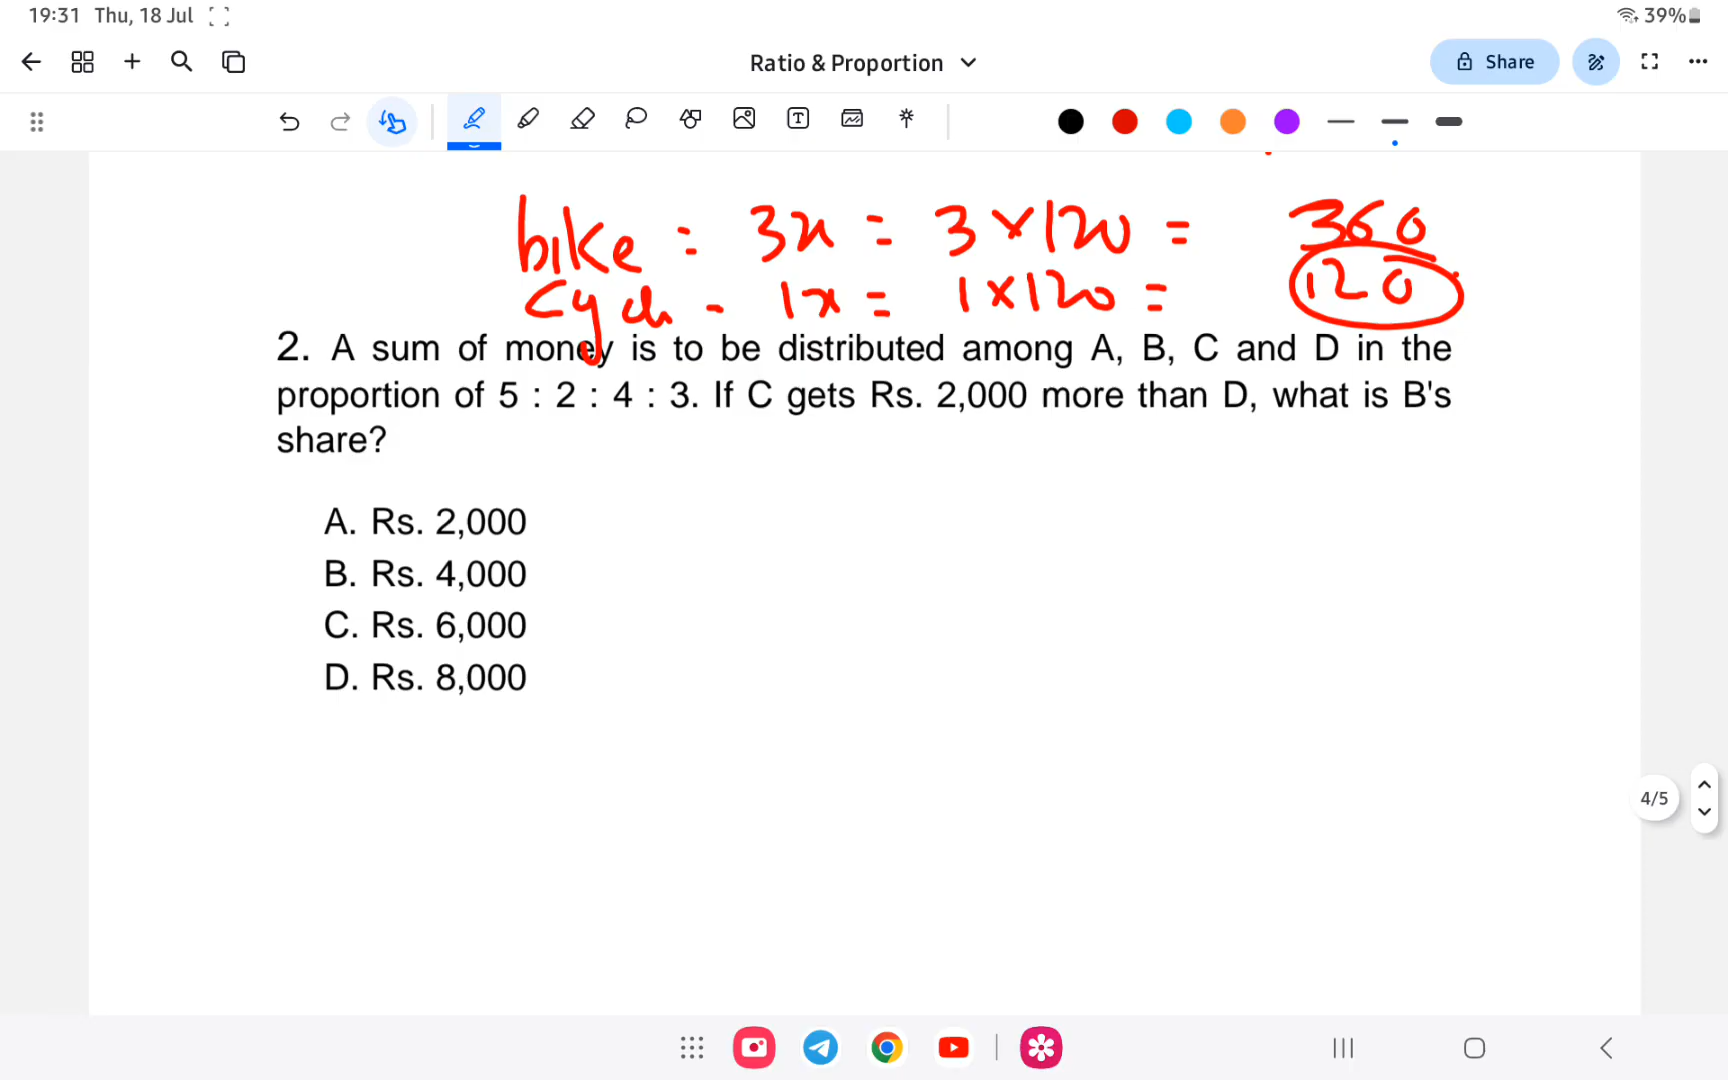 19:31 Thu, 18 Jul
39%
Ratio & Proportion
Share
bike : 3x = 3 × 120 = 360
- 1x = 1 × 120 = 120
2. A sum of money is to be distributed among A, B, C and D in the
proportion of 5 : 2 : 4 : 3. If C gets Rs. 2,000 more than D, what is B's
share?
A. Rs. 2,000
B. Rs. 4,000
C. Rs. 6,000
D. Rs. 8,000
4/5